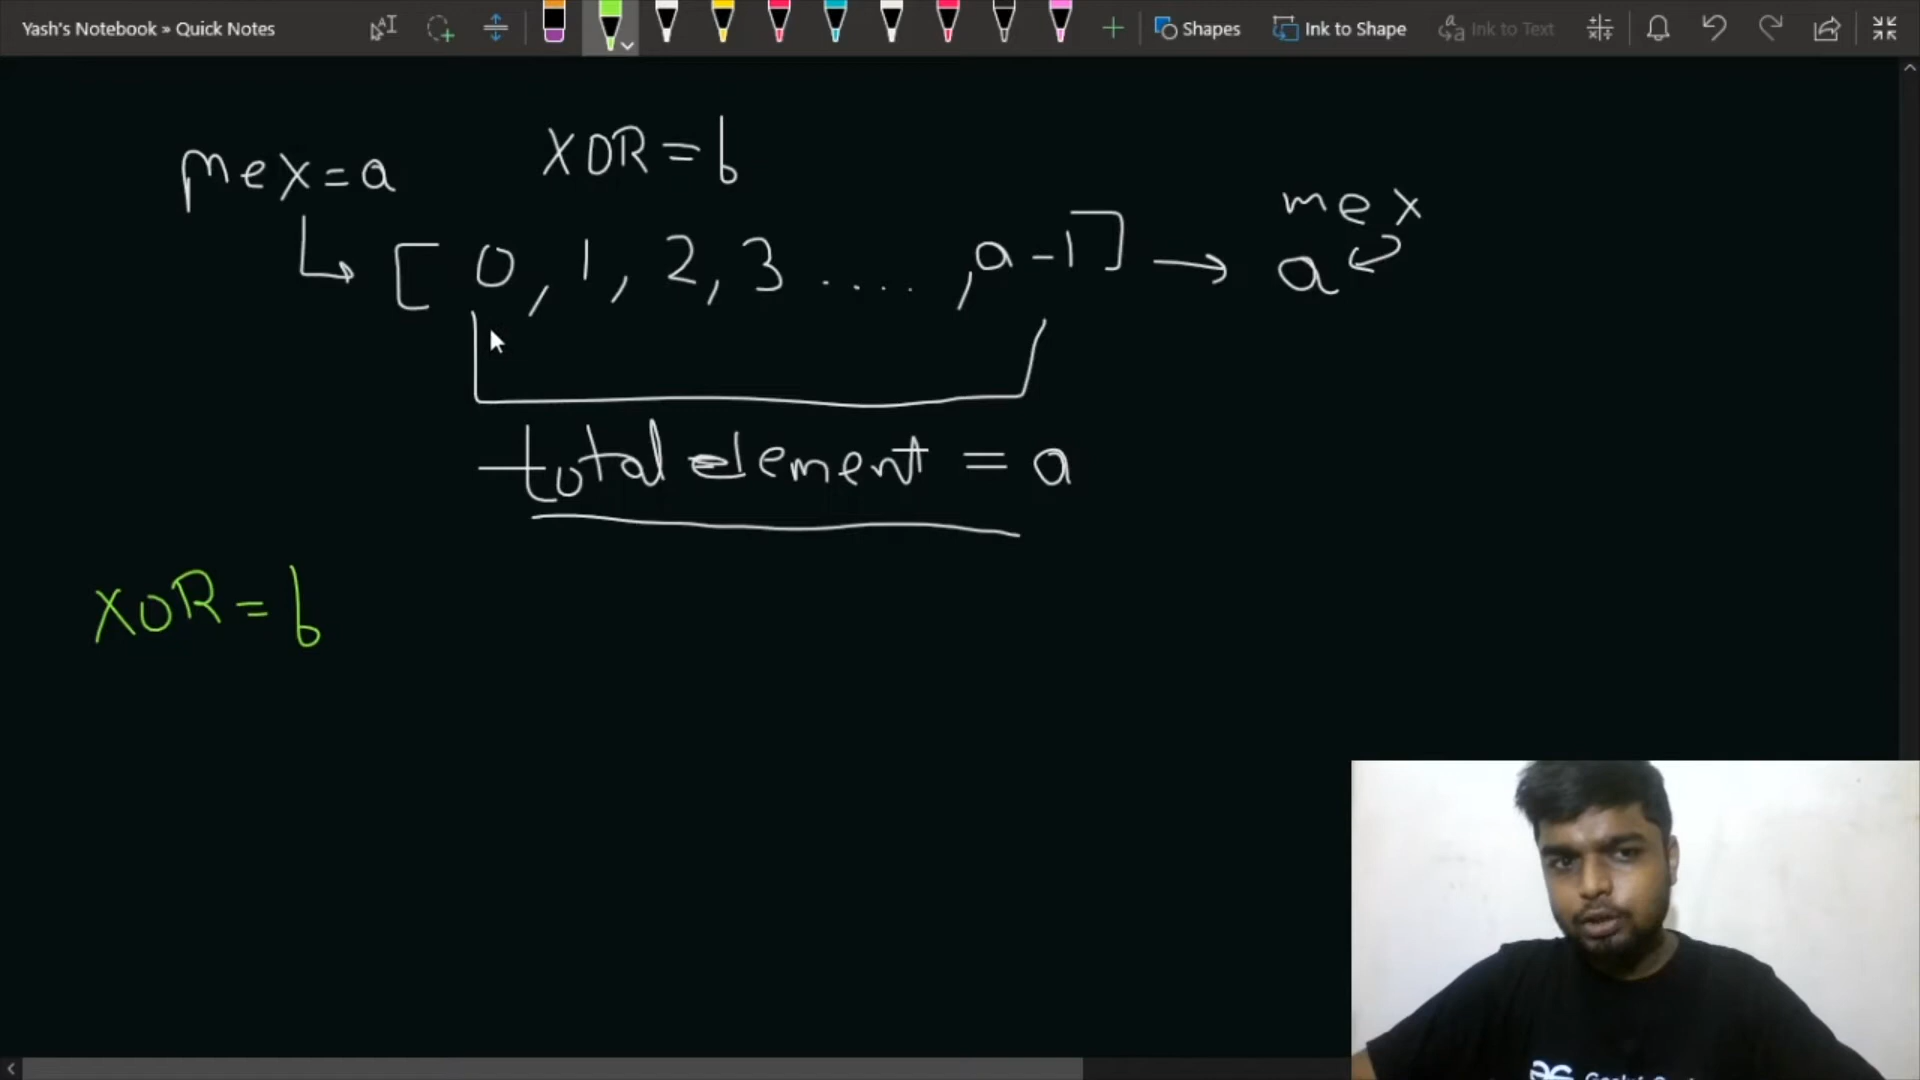 Yash's Notebook » Quick Notes
Shapes
Ink to Shape
Ink to Text
mex=a
XOR=b
mex
[ 0, 1, 2, 3 ...., a-1] → a
total element = a
XOR=b